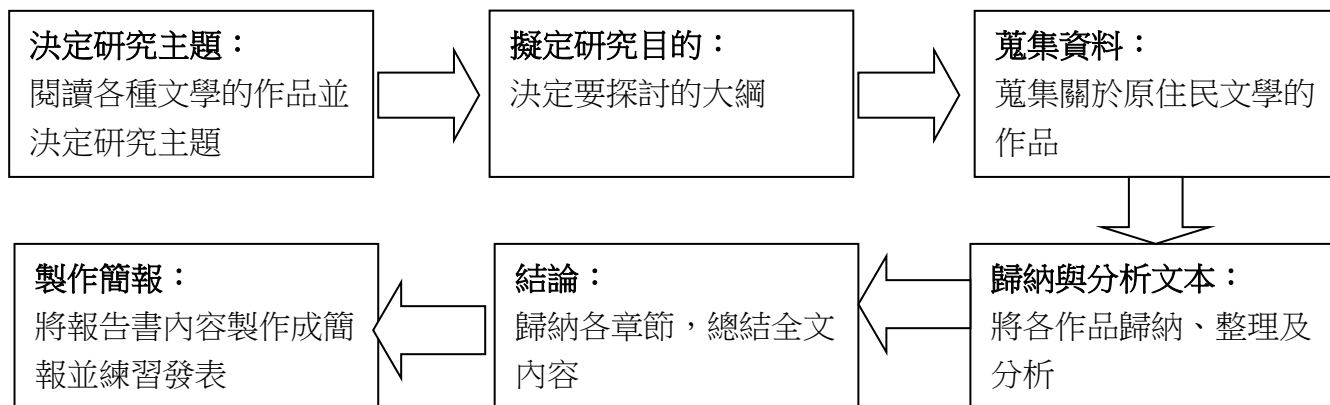 決定研究主題：
閱讀各種文學的作品並
決定研究主題
擬定研究目的：
決定要探討的大綱
蒐集資料：
蒐集關於原住民文學的
作品
歸納與分析文本：
將各作品歸納、整理及
分析
結論：
歸納各章節，總結全文
內容
製作簡報：
將報告書內容製作成簡
報並練習發表